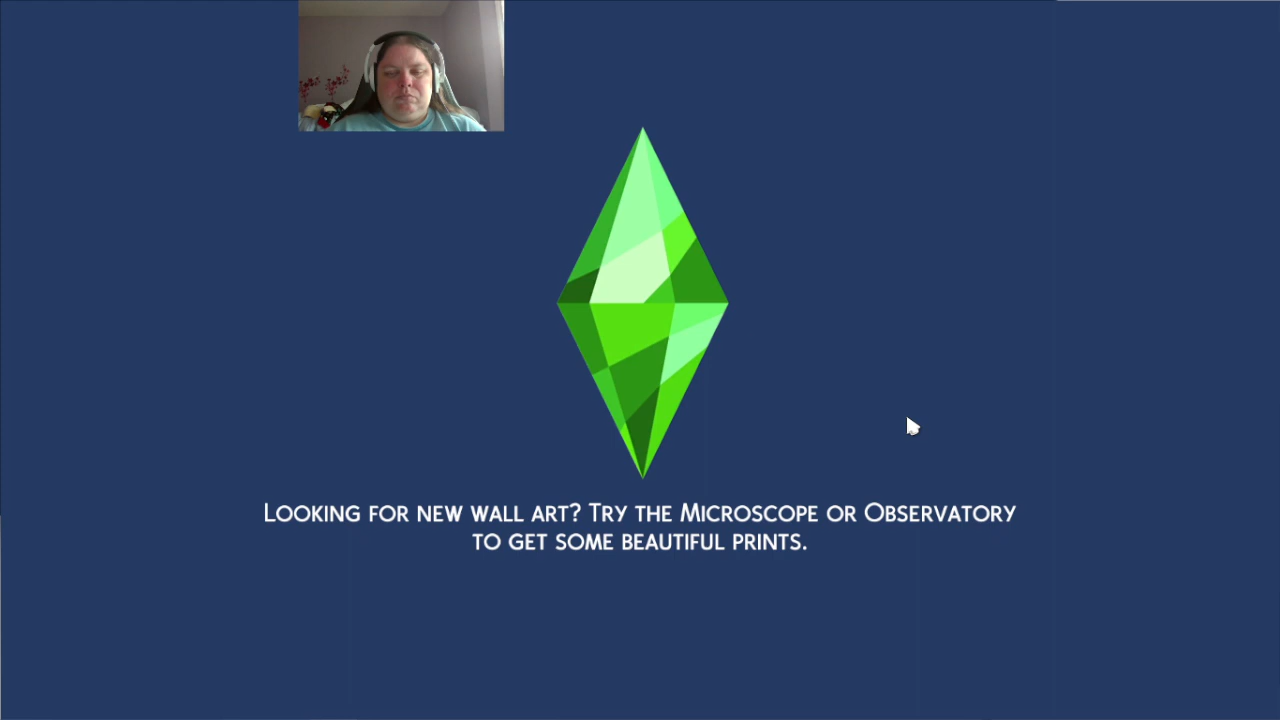 Looking for new wall art? Try the Microscope or Observatory
to get some beautiful prints.